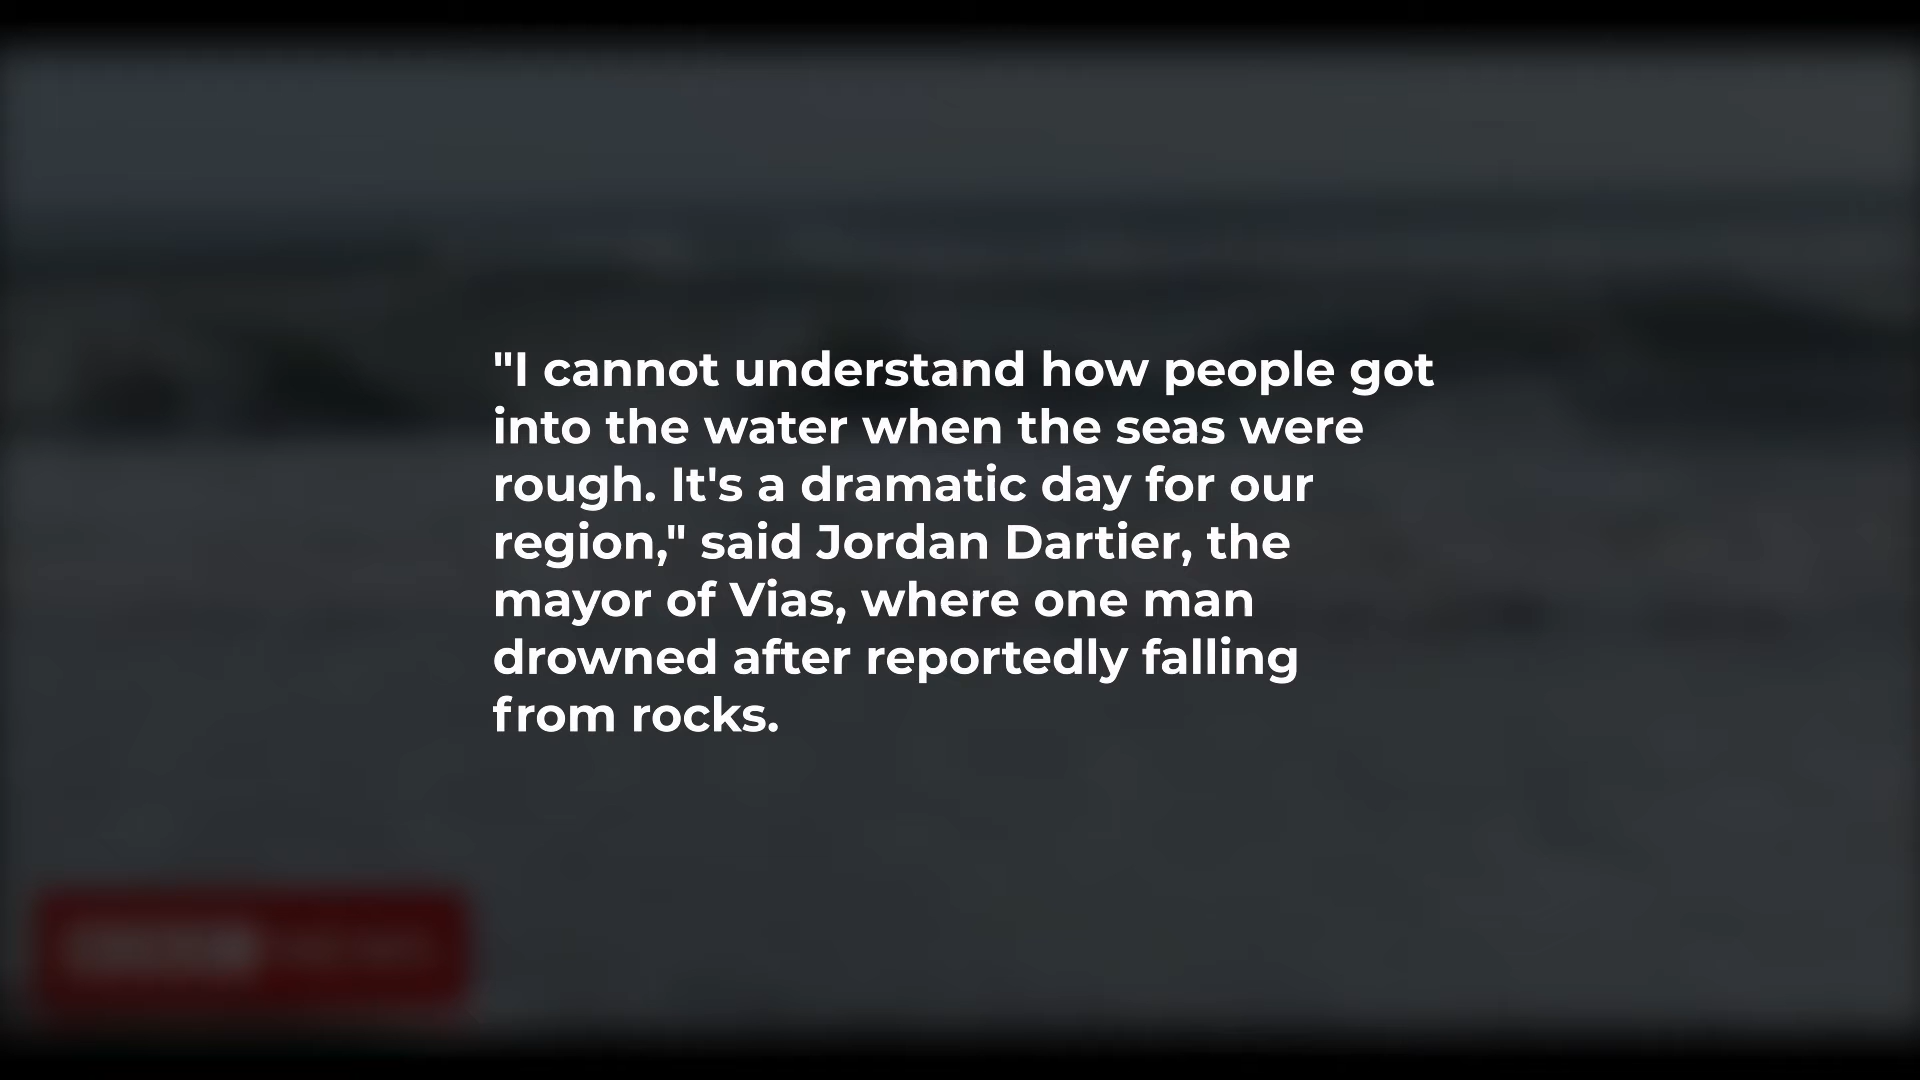 "I cannot understand how people got
into the water when the seas were
rough. It's a dramatic day for our
region," said Jordan Dartier, the
mayor of Vias, where one man
drowned after reportedly falling
from rocks.